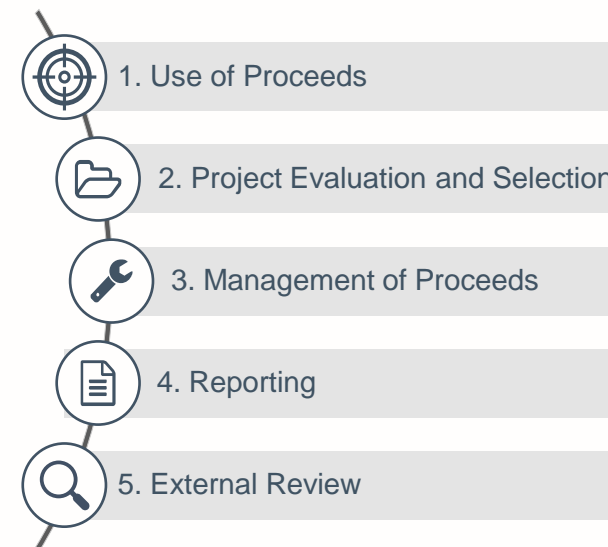 1. Use of Proceeds
2. Project Evaluation and Selection
3. Management of Proceeds
4. Reporting
5. External Review